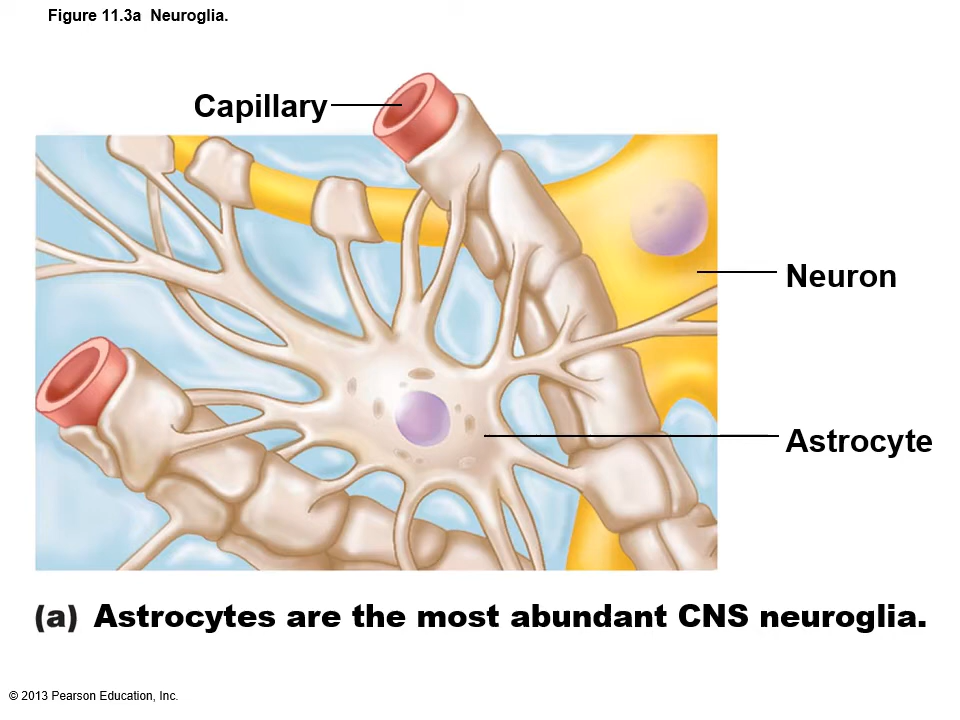 Figure 11.3a  Neuroglia.
Capillary
Neuron
Astrocyte
(a) Astrocytes are the most abundant CNS neuroglia.
© 2013 Pearson Education, Inc.